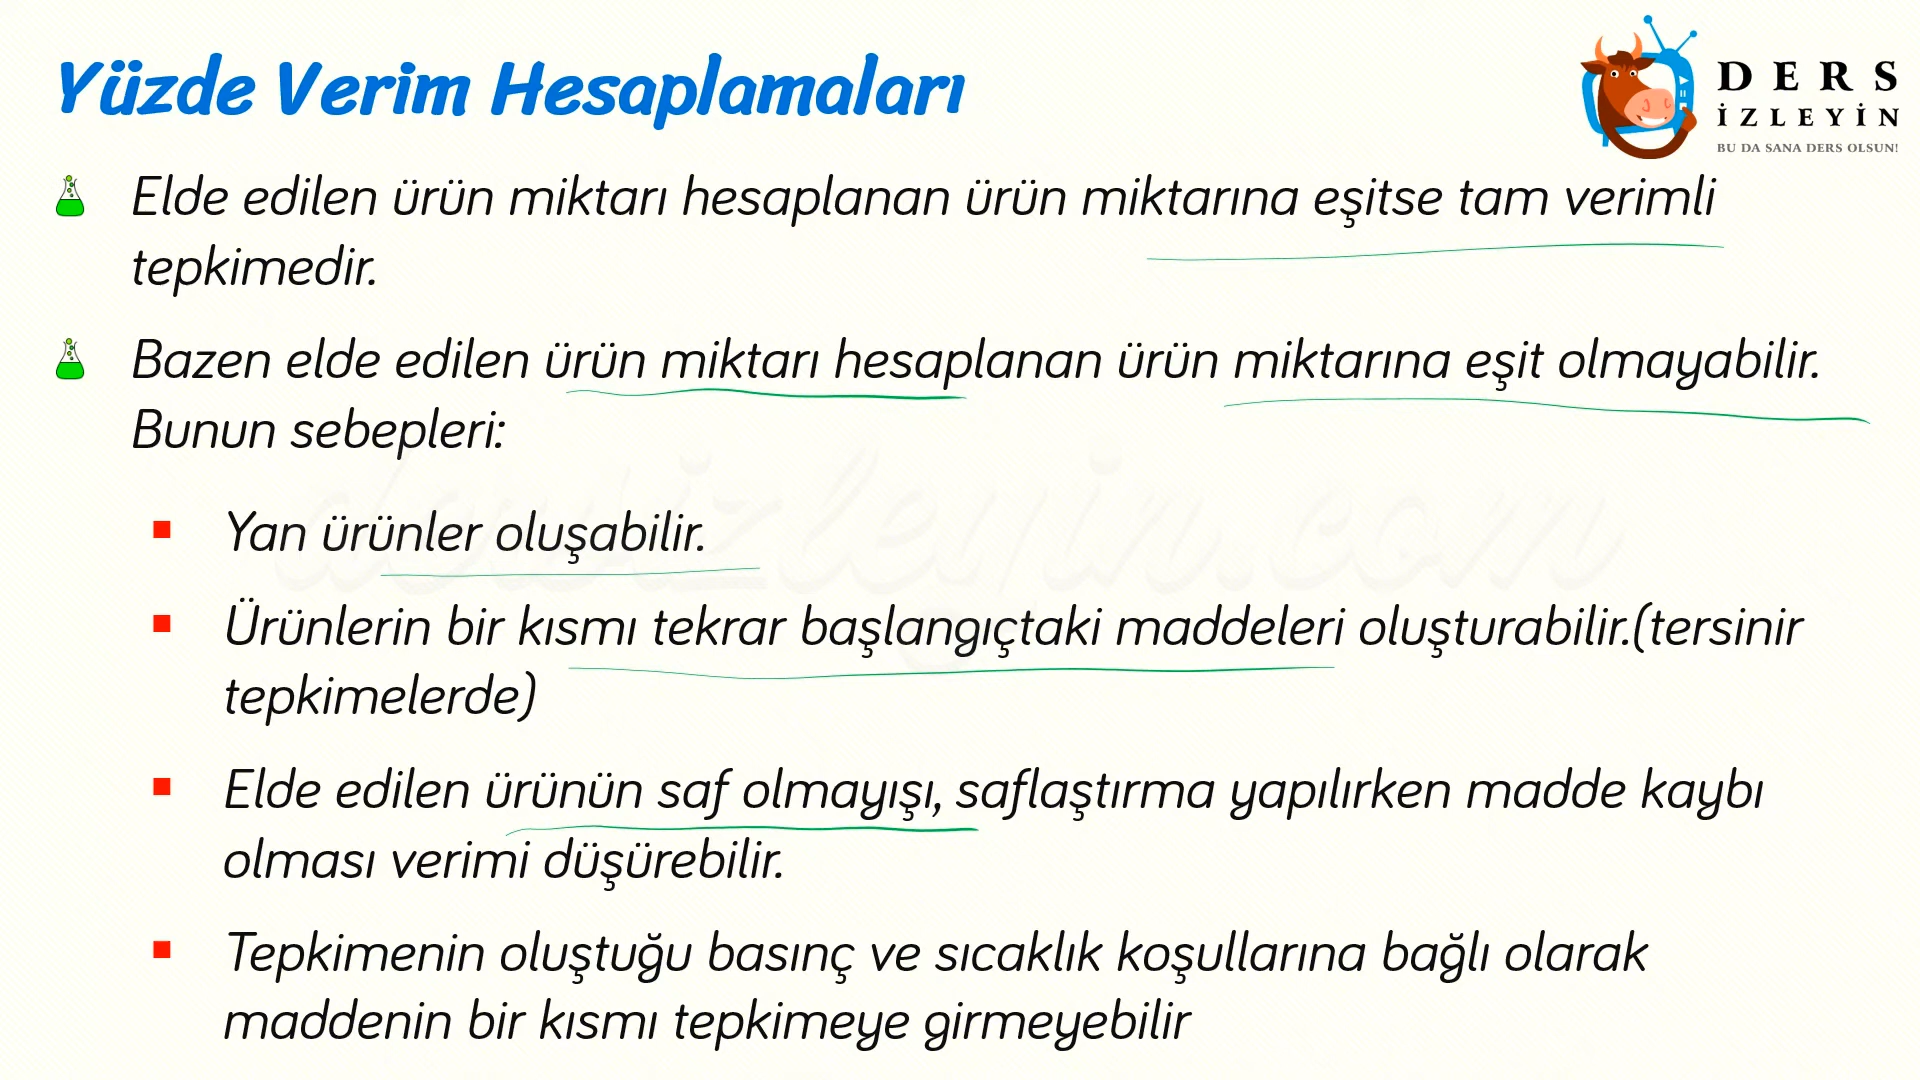 Yüzde Verim Hesaplamaları
DERS
İZLEYİN
BU DA SANA DERS OLSUN!
Elde edilen ürün miktarı hesaplanan ürün miktarına eşitse tam verimli
tepkimedir.
Bazen elde edilen ürün miktarı hesaplanan ürün miktarına eşit olmayabilir.
Bunun sebepleri:
dersizleyin.com
Yan ürünler oluşabilir.
Ürünlerin bir kısmı tekrar başlangıçtaki maddeleri oluşturabilir.(tersinir
tepkimelerde)
Elde edilen ürünün saf olmayışı, saflaştırma yapılırken madde kaybı
olması verimi düşürebilir.
Tepkimenin oluştuğu basınç ve sıcaklık koşullarına bağlı olarak
maddenin bir kısmı tepkimeye girmeyebilir